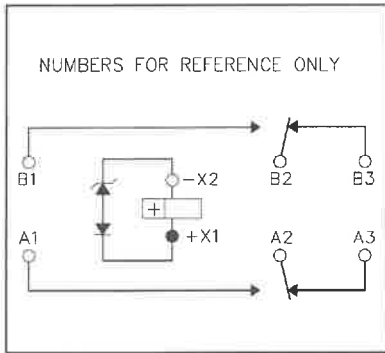 NUMBERS FOR REFERENCE ONLY
B1
-X2
B2
B3
+
A1
+X1
A2
A3